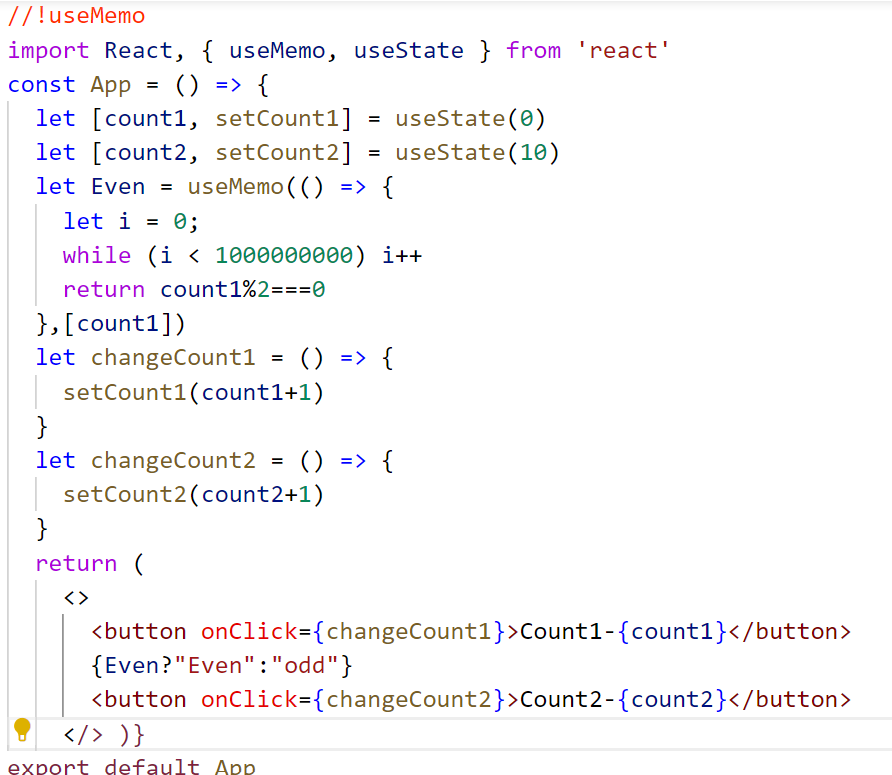 //!useMemo
import React, { useMemo, useState } from 'react'
const App = () => {
let [count1, setCount1] = useState(0)
let [count2, setCount2] = useState(10)
let Even = useMemo(() => {
let i = 0;
while (i < 1000000000) i++
return count1%2===0
},[count1])
let changeCount1 = () => {
setCount1(count1+1)
}
let changeCount2 = () => {
setCount2(count2+1)
}
return (
<>
<button onClick={changeCount1}>Count1-{count1}</button>
{Even?"Even":"odd"}
<button onClick={changeCount2}>Count2-{count2}</button>
</> )}
export default App